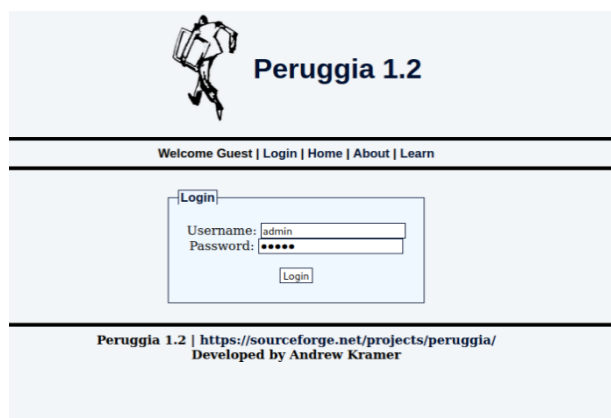 Peruggia 1.2
Welcome Guest | Login | Home | About | Learn
Login
Username: admin
Password: •••••
Login
Peruggia 1.2 | https://sourceforge.net/projects/peruggia/
Developed by Andrew Kramer